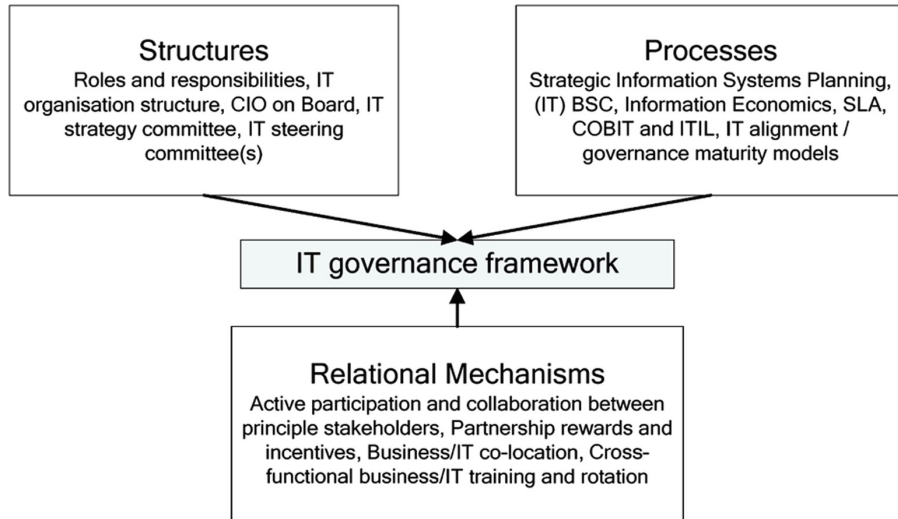 Structures
Roles and responsibilities, IT
organisation structure, CIO on Board, IT
strategy committee, IT steering
committee(s)
Processes
Strategic Information Systems Planning,
(IT) BSC, Information Economics, SLA,
COBIT and ITIL, IT alignment /
governance maturity models
IT governance framework
Relational Mechanisms
Active participation and collaboration between
principle stakeholders, Partnership rewards and
incentives, Business/IT co-location, Cross-
functional business/IT training and rotation